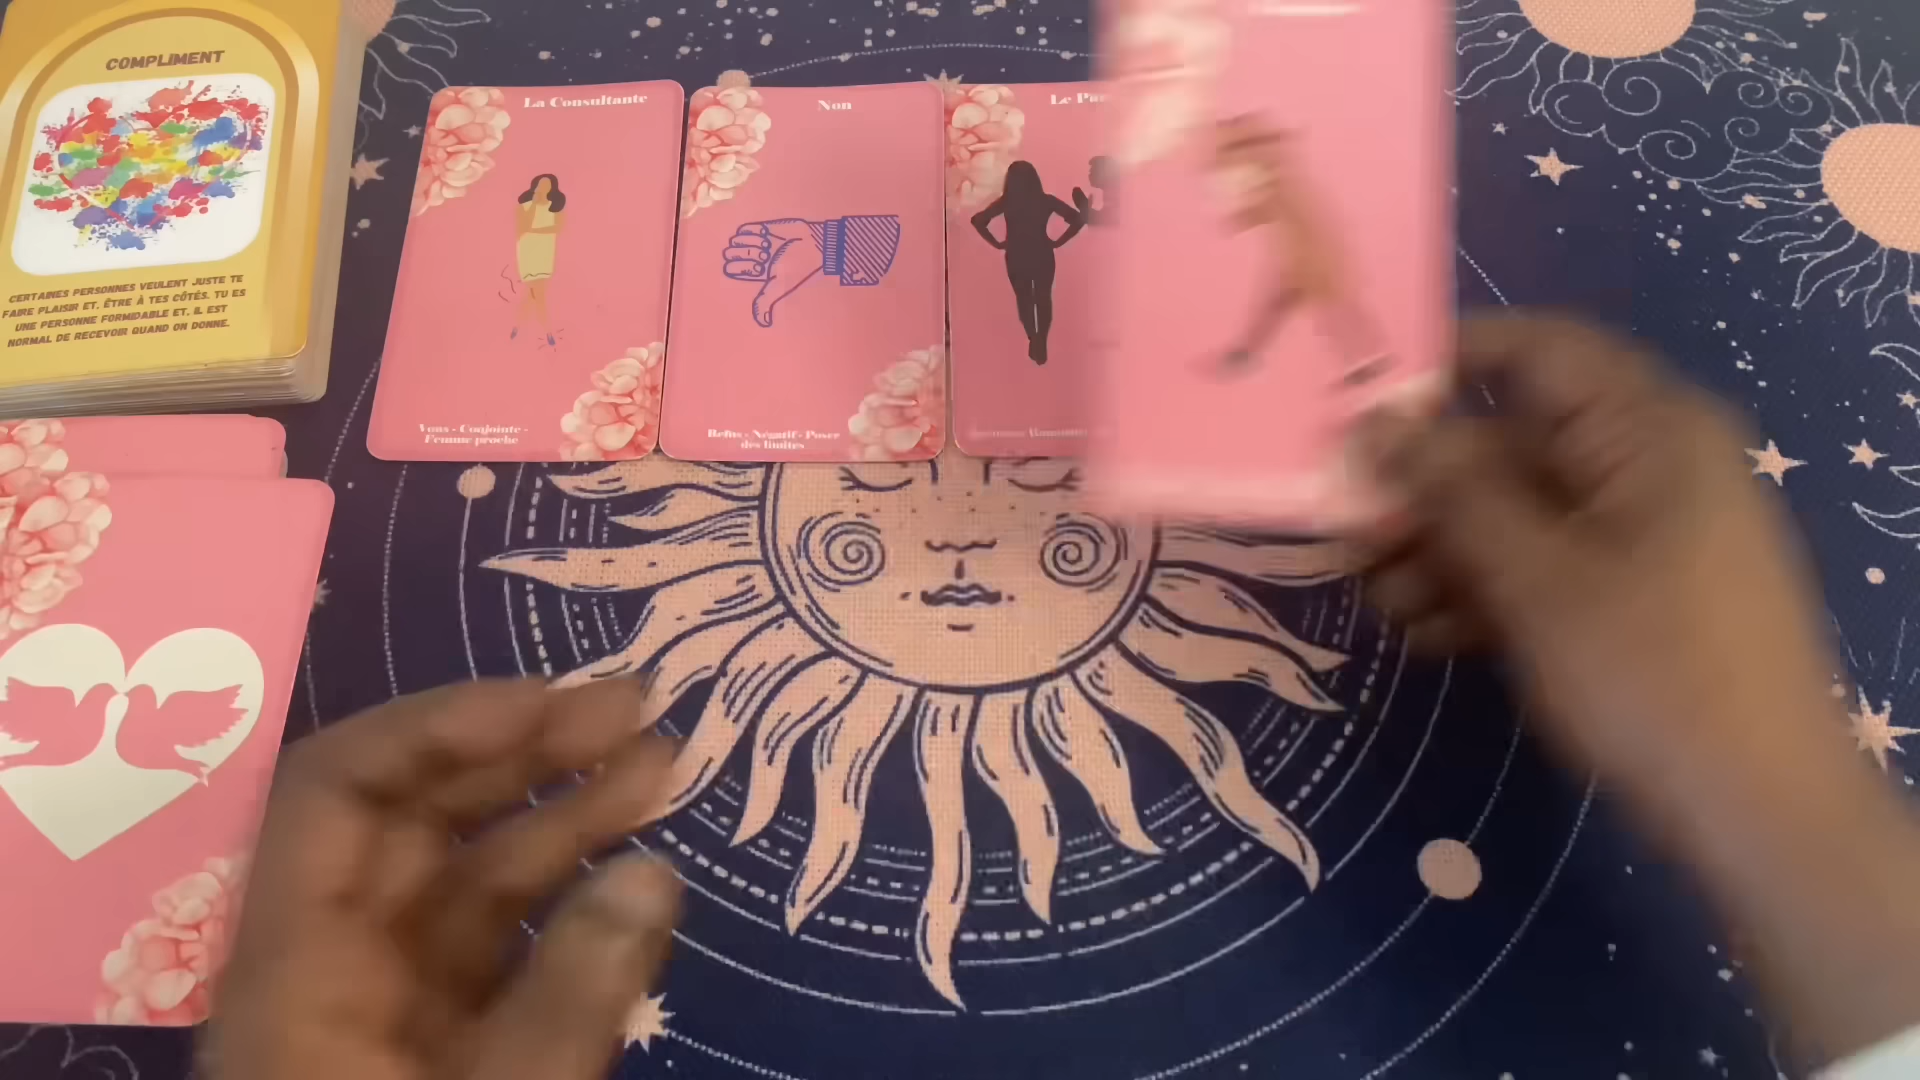 COMPLIMENT
CERTAINES PERSONNES VEULENT JUSTE TE
FAIRE PLAISIR ET, ÊTRE À TES CÔTÉS. TU ES
UNE PERSONNE FORMIDABLE ET, IL EST
NORMAL DE RECEVOIR QUAND ON DONNE.
La Consultante
Vous - Conjointe -
Femme proche
Non
Refus - Négatif - Poser
des limites
Le